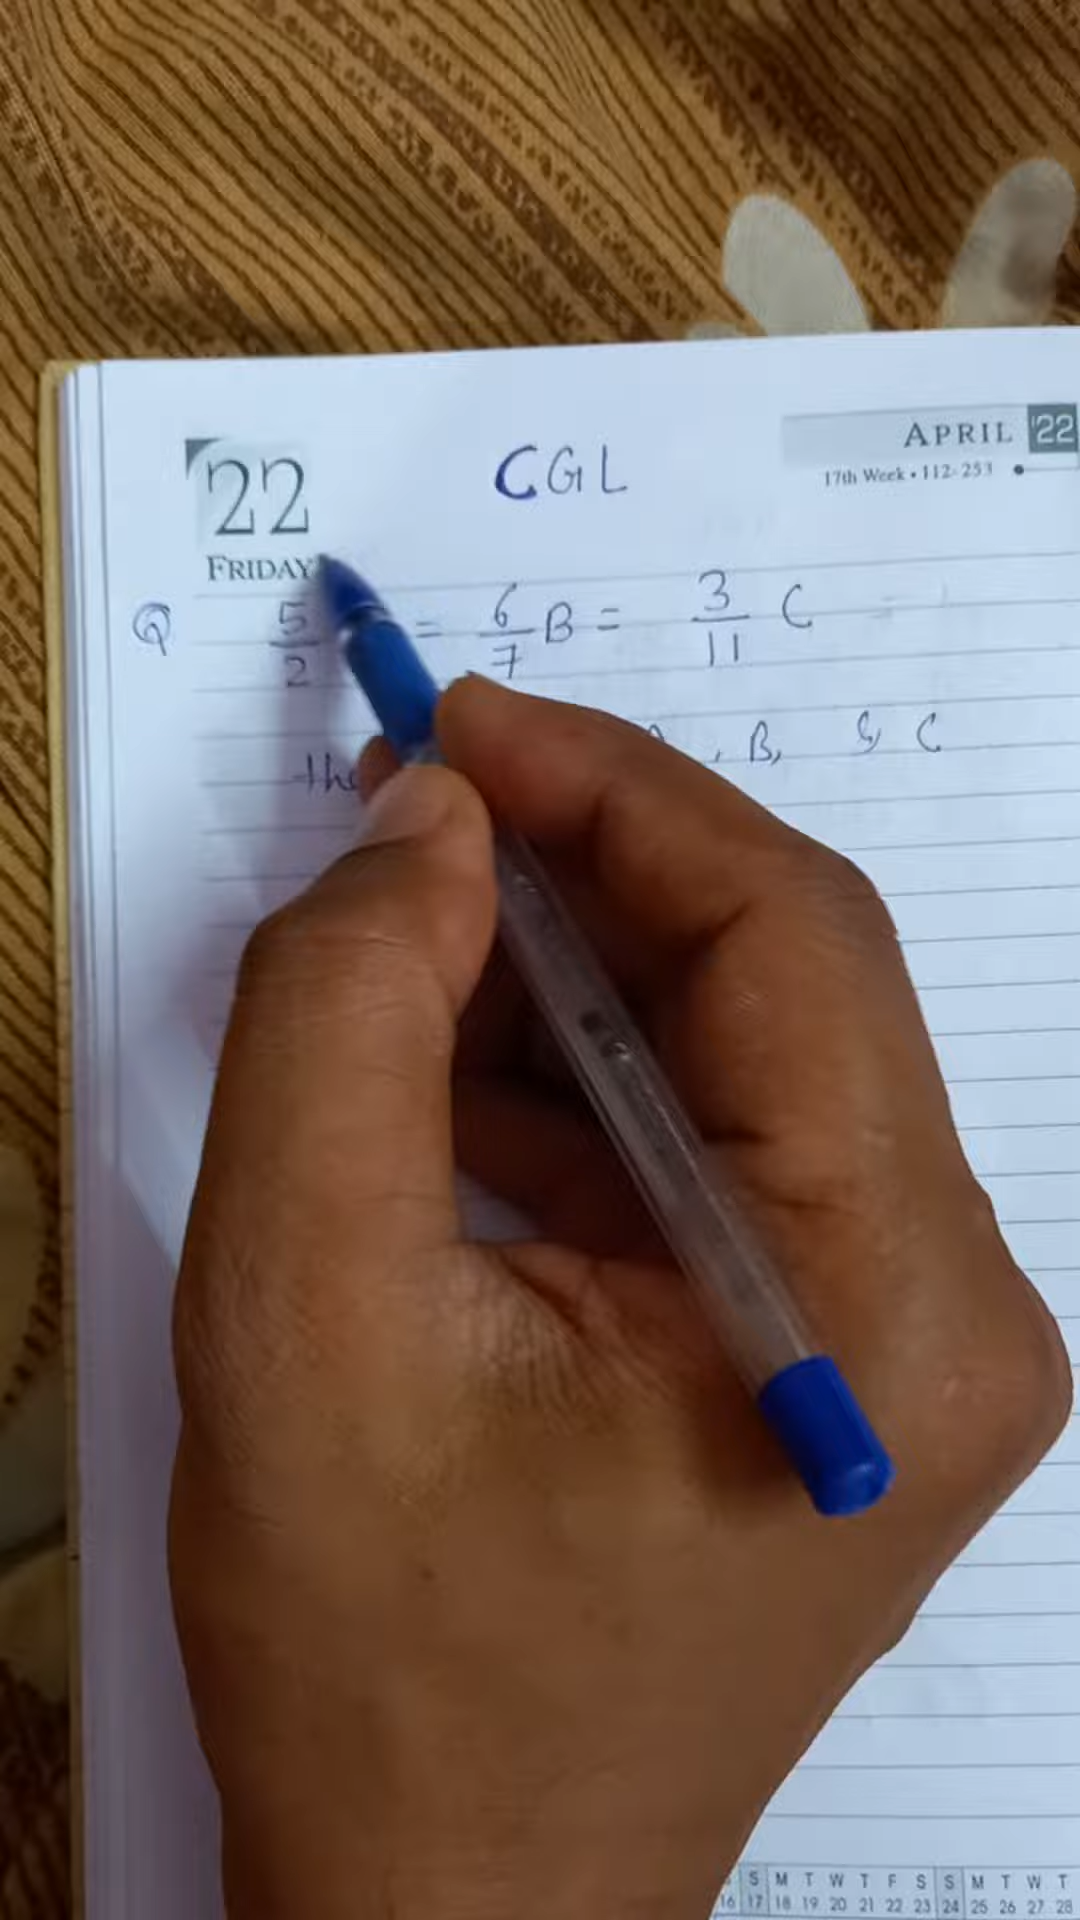 22
CGL
APRIL '22
17th Week • 112-253
FRIDAY
Q 5/2 = 6/7 B = 3/11 C
, B, & C
the
S M T W T F S S M T W T
16 17 18 19 20 21 22 23 24 25 26 27 28